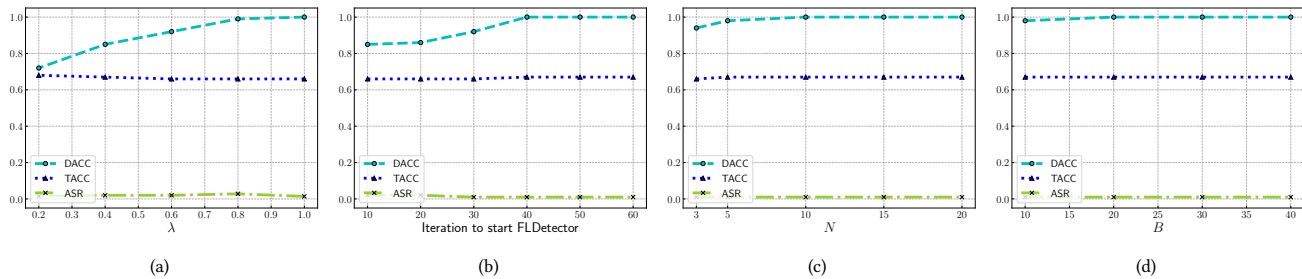 1.0
0.8
0.6
0.4
0.2
0.0
DACC
TACC
ASR
0.2 0.3 0.4 0.5 0.6 0.7 0.8 0.9 1.0
λ
(a)
1.0
0.8
0.6
0.4
0.2
0.0
DACC
TACC
ASR
10 20 30 40 50 60
Iteration to start FLDetector
(b)
1.0
0.8
0.6
0.4
0.2
0.0
DACC
TACC
ASR
3 5 10 15 20
N
(c)
1.0
0.8
0.6
0.4
0.2
0.0
DACC
TACC
ASR
10 15 20 25 30 35 40
B
(d)